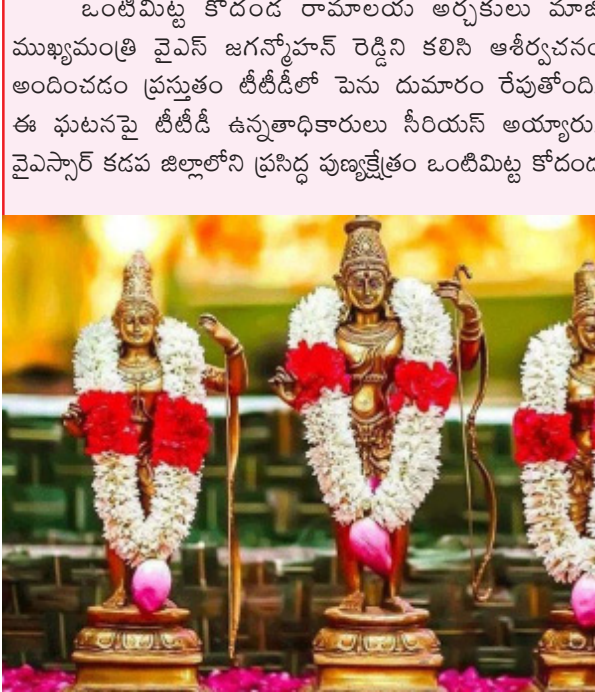 ఒంటిమిట్ట కోదండ రామాలయ అర్చకులు మాజీ
ముఖ్యమంత్రి వైఎస్ జగన్మోహన్ రెడ్డిని కలిసి ఆశీర్వచనం
అందించడం ప్రస్తుతం టీటీడీలో పెను దుమారం రేపుతోంది.
ఈ ఘటనపై టీటీడీ ఉన్నతాధికారులు సీరియస్ అయ్యారు.
వైఎస్సార్ కడప జిల్లాలోని ప్రసిద్ధ పుణ్యక్షేత్రం ఒంటిమిట్ట కోదండ